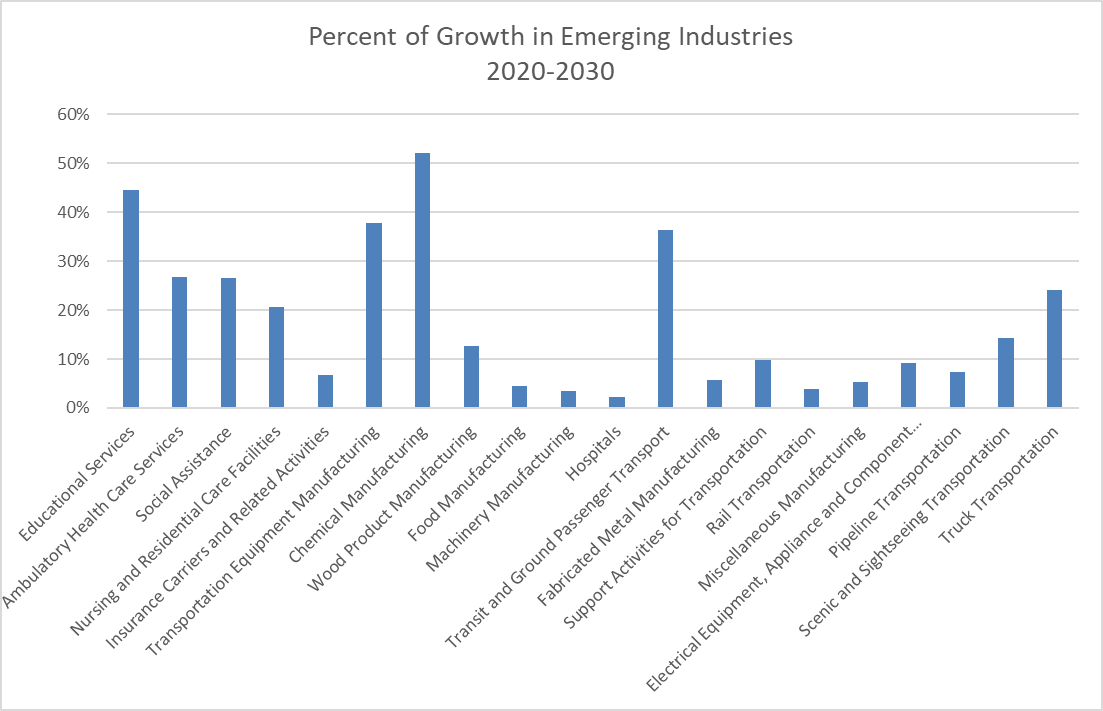 Percent of Growth in Emerging Industries
2020-2030
60%
50%
40%
30%
20%
10%
0%
Educational Services
Ambulatory Health Care Services
Social Assistance
Nursing and Residential Care Facilities
Insurance Carriers and Related Activities
Transportation Equipment Manufacturing
Chemical Manufacturing
Wood Product Manufacturing
Food Manufacturing
Machinery Manufacturing
Hospitals
Transit and Ground Passenger Transport
Fabricated Metal Manufacturing
Support Activities for Transportation
Rail Transportation
Miscellaneous Manufacturing
Electrical Equipment, Appliance and Component...
Pipeline Transportation
Scenic and Sightseeing Transportation
Truck Transportation